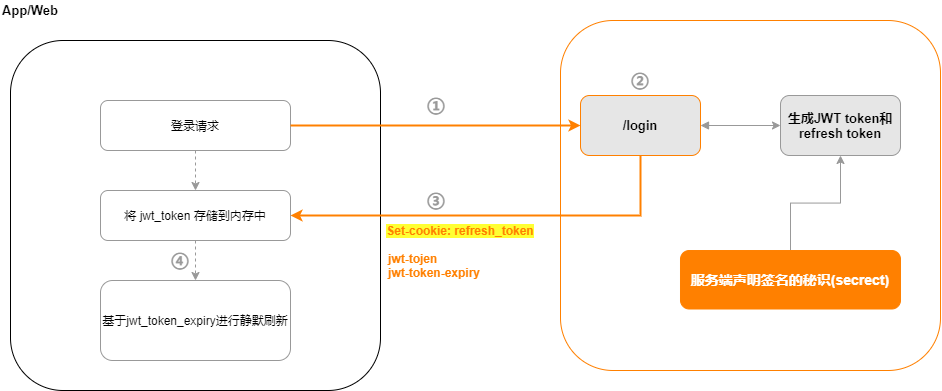 App/Web
①
②
登录请求
/login
生成JWT token和
refresh token
③
将 jwt_token 存储到内存中
Set-cookie: refresh_token
④
jwt-tojen
jwt-token-expiry
服务端声明签名的秘识(secrect)
基于jwt_token_expiry进行静默刷新